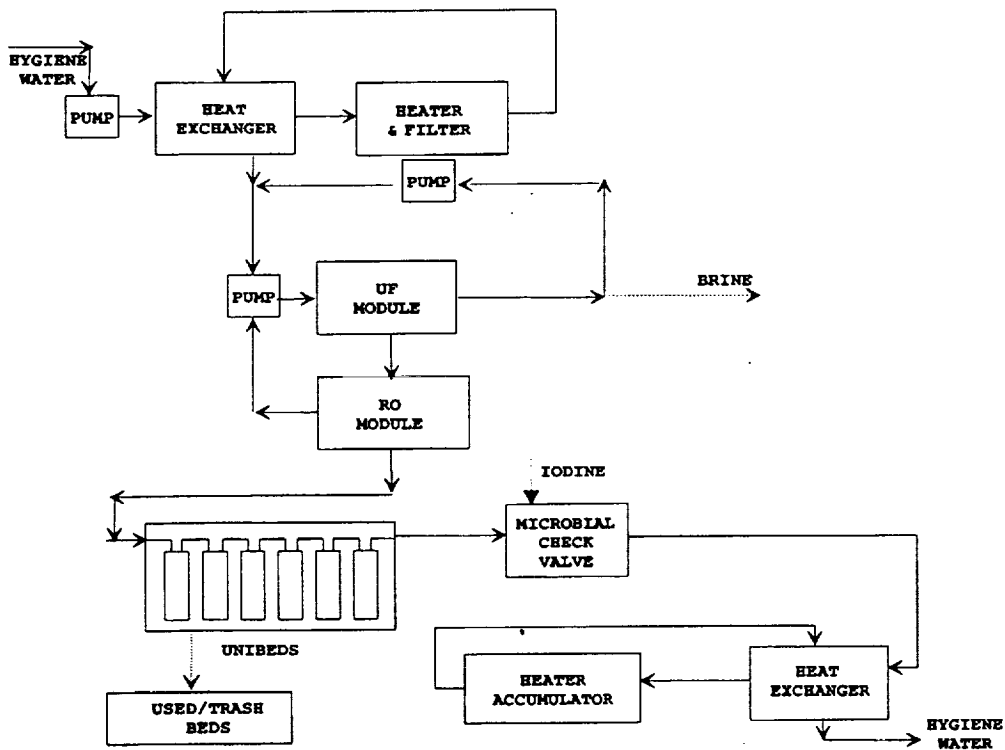 HYGIENE
WATER
PUMP
HEAT
EXCHANGER
HEATER
& FILTER
PUMP
PUMP
UF
MODULE
BRINE
RO
MODULE
IODINE
MICROBIAL
CHECK
VALVE
UNIBEDS
USED/TRASH
BEDS
HEATER
ACCUMULATOR
HEAT
EXCHANGER
HYGIENE
WATER